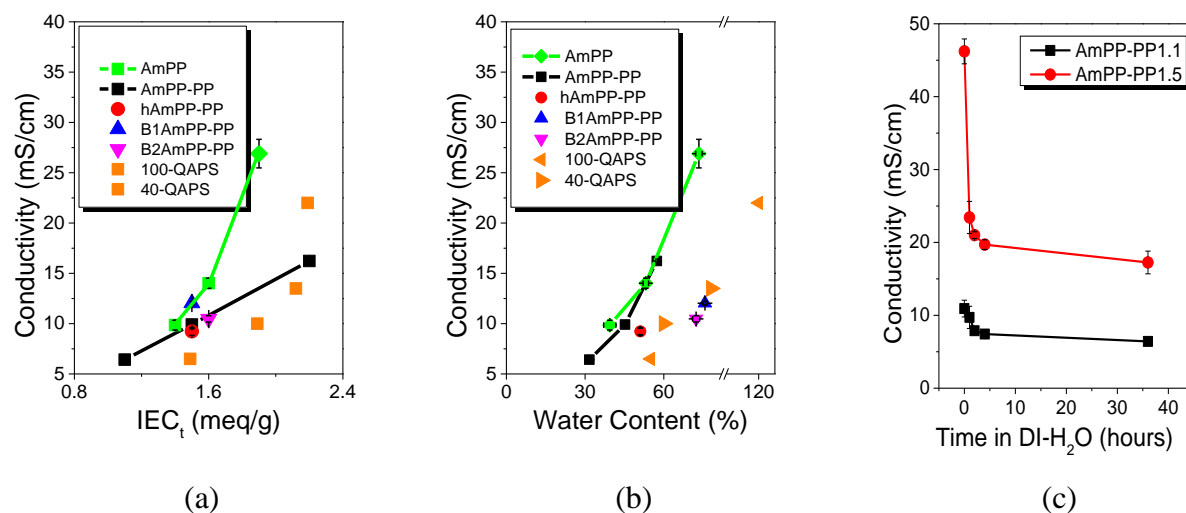 40
35
30
25
20
15
10
5
0.8
1.6
2.4
Conductivity (mS/cm)
IECt (meq/g)
AmPP
AmPP-PP
hAmPP-PP
B1AmPP-PP
B2AmPP-PP
100-QAPS
40-QAPS
(a)
40
35
30
25
20
15
10
5
0
30
60
120
Conductivity (mS/cm)
Water Content (%)
AmPP
AmPP-PP
hAmPP-PP
B1AmPP-PP
B2AmPP-PP
100-QAPS
40-QAPS
(b)
50
40
30
20
10
0
0
10
20
30
40
Conductivity (mS/cm)
Time in DI-H2O (hours)
AmPP-PP1.1
AmPP-PP1.5
(c)